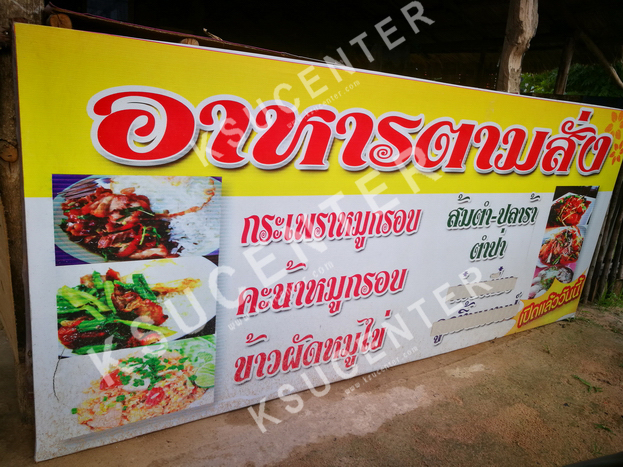 อาหารตามสั่ง
กระเพราหมูกรอบ
คะน้าหมูกรอบ
ข้าวผัดหมูไข่
ส้มตำ-ปลาร้า
ตำป่า
เปิดแล้ววันนี้
KSUCENTER
www.ksucenter.com